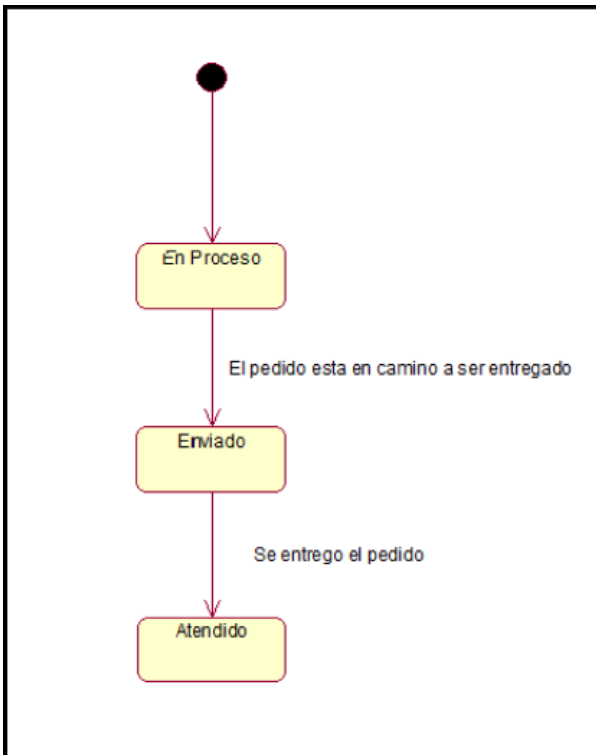 En Proceso
El pedido esta en camino a ser entregado
Enviado
Se entrego el pedido
Atendido